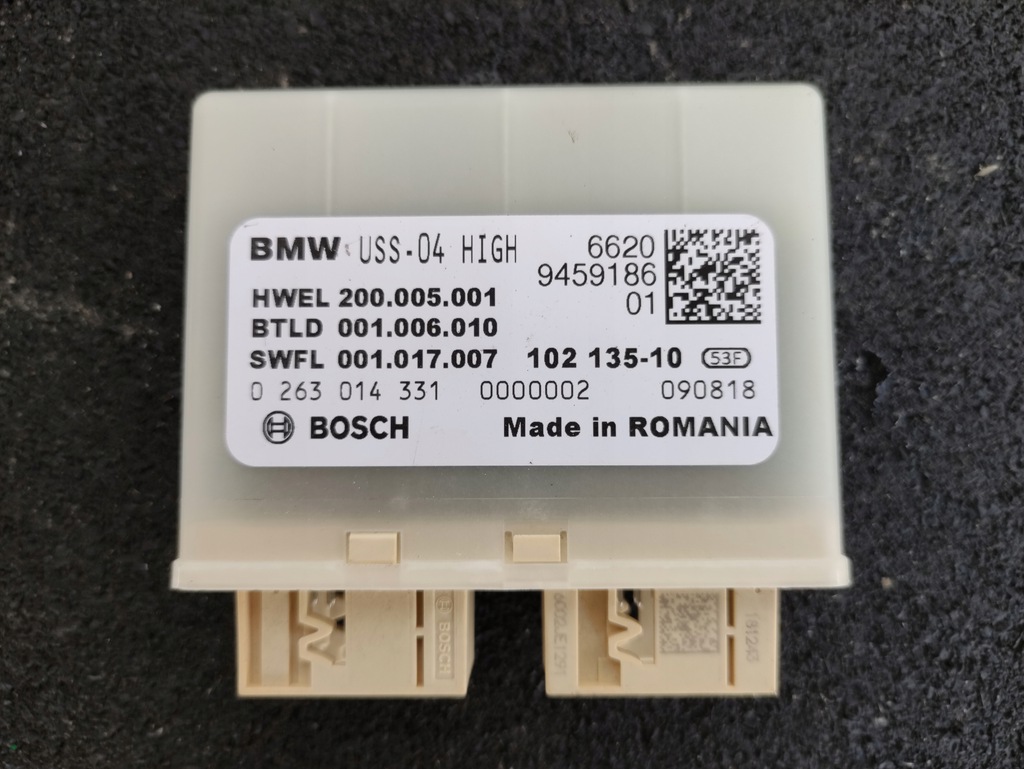 BMW USS-04 HIGH 6620
9459186
01
HWEL 200.005.001
BTLD 001.006.010
SWFL 001.017.007 102 135-10 53F
0 263 014 331 0000002 090818
BOSCH Made in ROMANIA
BOSCH
181243